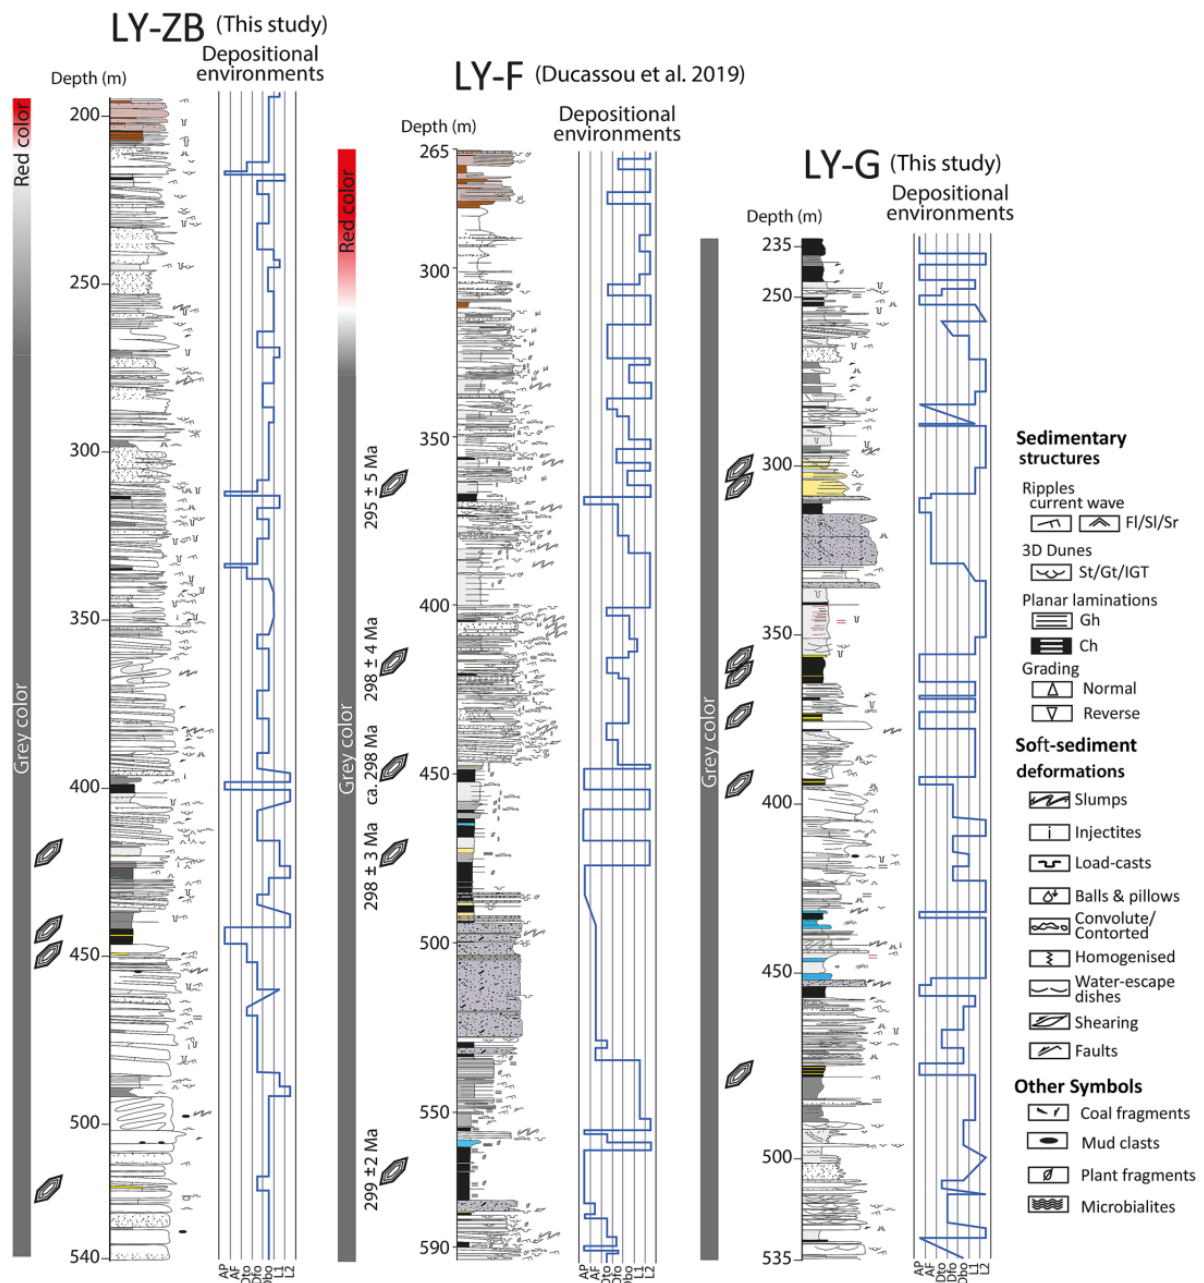 LY-ZB (This study)
Depositional
environments
Depth (m)
200
250
300
350
400
450
500
540
Red color
Grey color
AP
AF
Dto
Dfo
Dbo
L1
L2
LY-F (Ducassou et al. 2019)
Depositional
environments
Depth (m)
265
300
350
400
450
500
550
590
Red color
Grey color
295 ± 5 Ma
298 ± 4 Ma
ca. 298 Ma
298 ± 3 Ma
299 ±2 Ma
AP
AF
Dto
Dfo
Dbo
L1
L2
LY-G (This study)
Depositional
environments
Depth (m)
235
250
300
350
400
450
500
535
Grey color
AP
AF
Dto
Dfo
Dbo
L1
L2
Sedimentary
structures
Ripples
current wave
Fl/Sl/Sr
3D Dunes
St/Gt/IGT
Planar laminations
Gh
Ch
Grading
Normal
Reverse
Soft-sediment
deformations
Slumps
Injectites
Load-casts
Balls & pillows
Convolute/
Contorted
Homogenised
Water-escape
dishes
Shearing
Faults
Other Symbols
Coal fragments
Mud clasts
Plant fragments
Microbialites